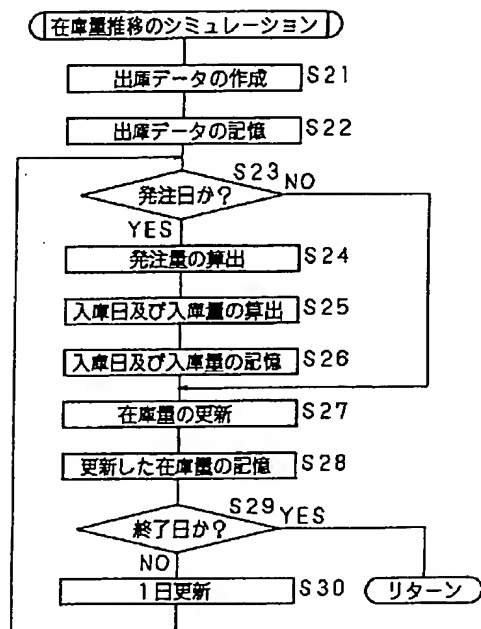 在庫量推移のシミュレーション
出庫データの作成 S21
出庫データの記憶 S22
S23
発注日か? NO
YES
発注量の算出 S24
入庫日及び入庫量の算出 S25
入庫日及び入庫量の記憶 S26
在庫量の更新 S27
更新した在庫量の記憶 S28
S29
終了日か? YES
NO
1日更新 S30
リターン